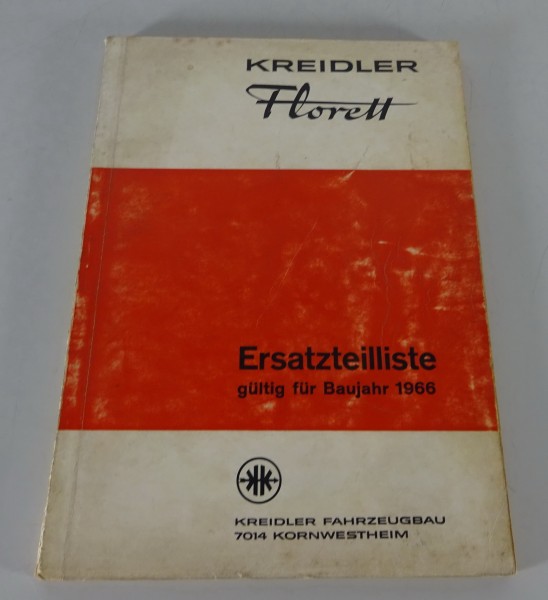 KREIDLER
Florett
Ersatzteilliste
gültig für Baujahr 1966
KREIDLER FAHRZEUGBAU
7014 KORNWESTHEIM